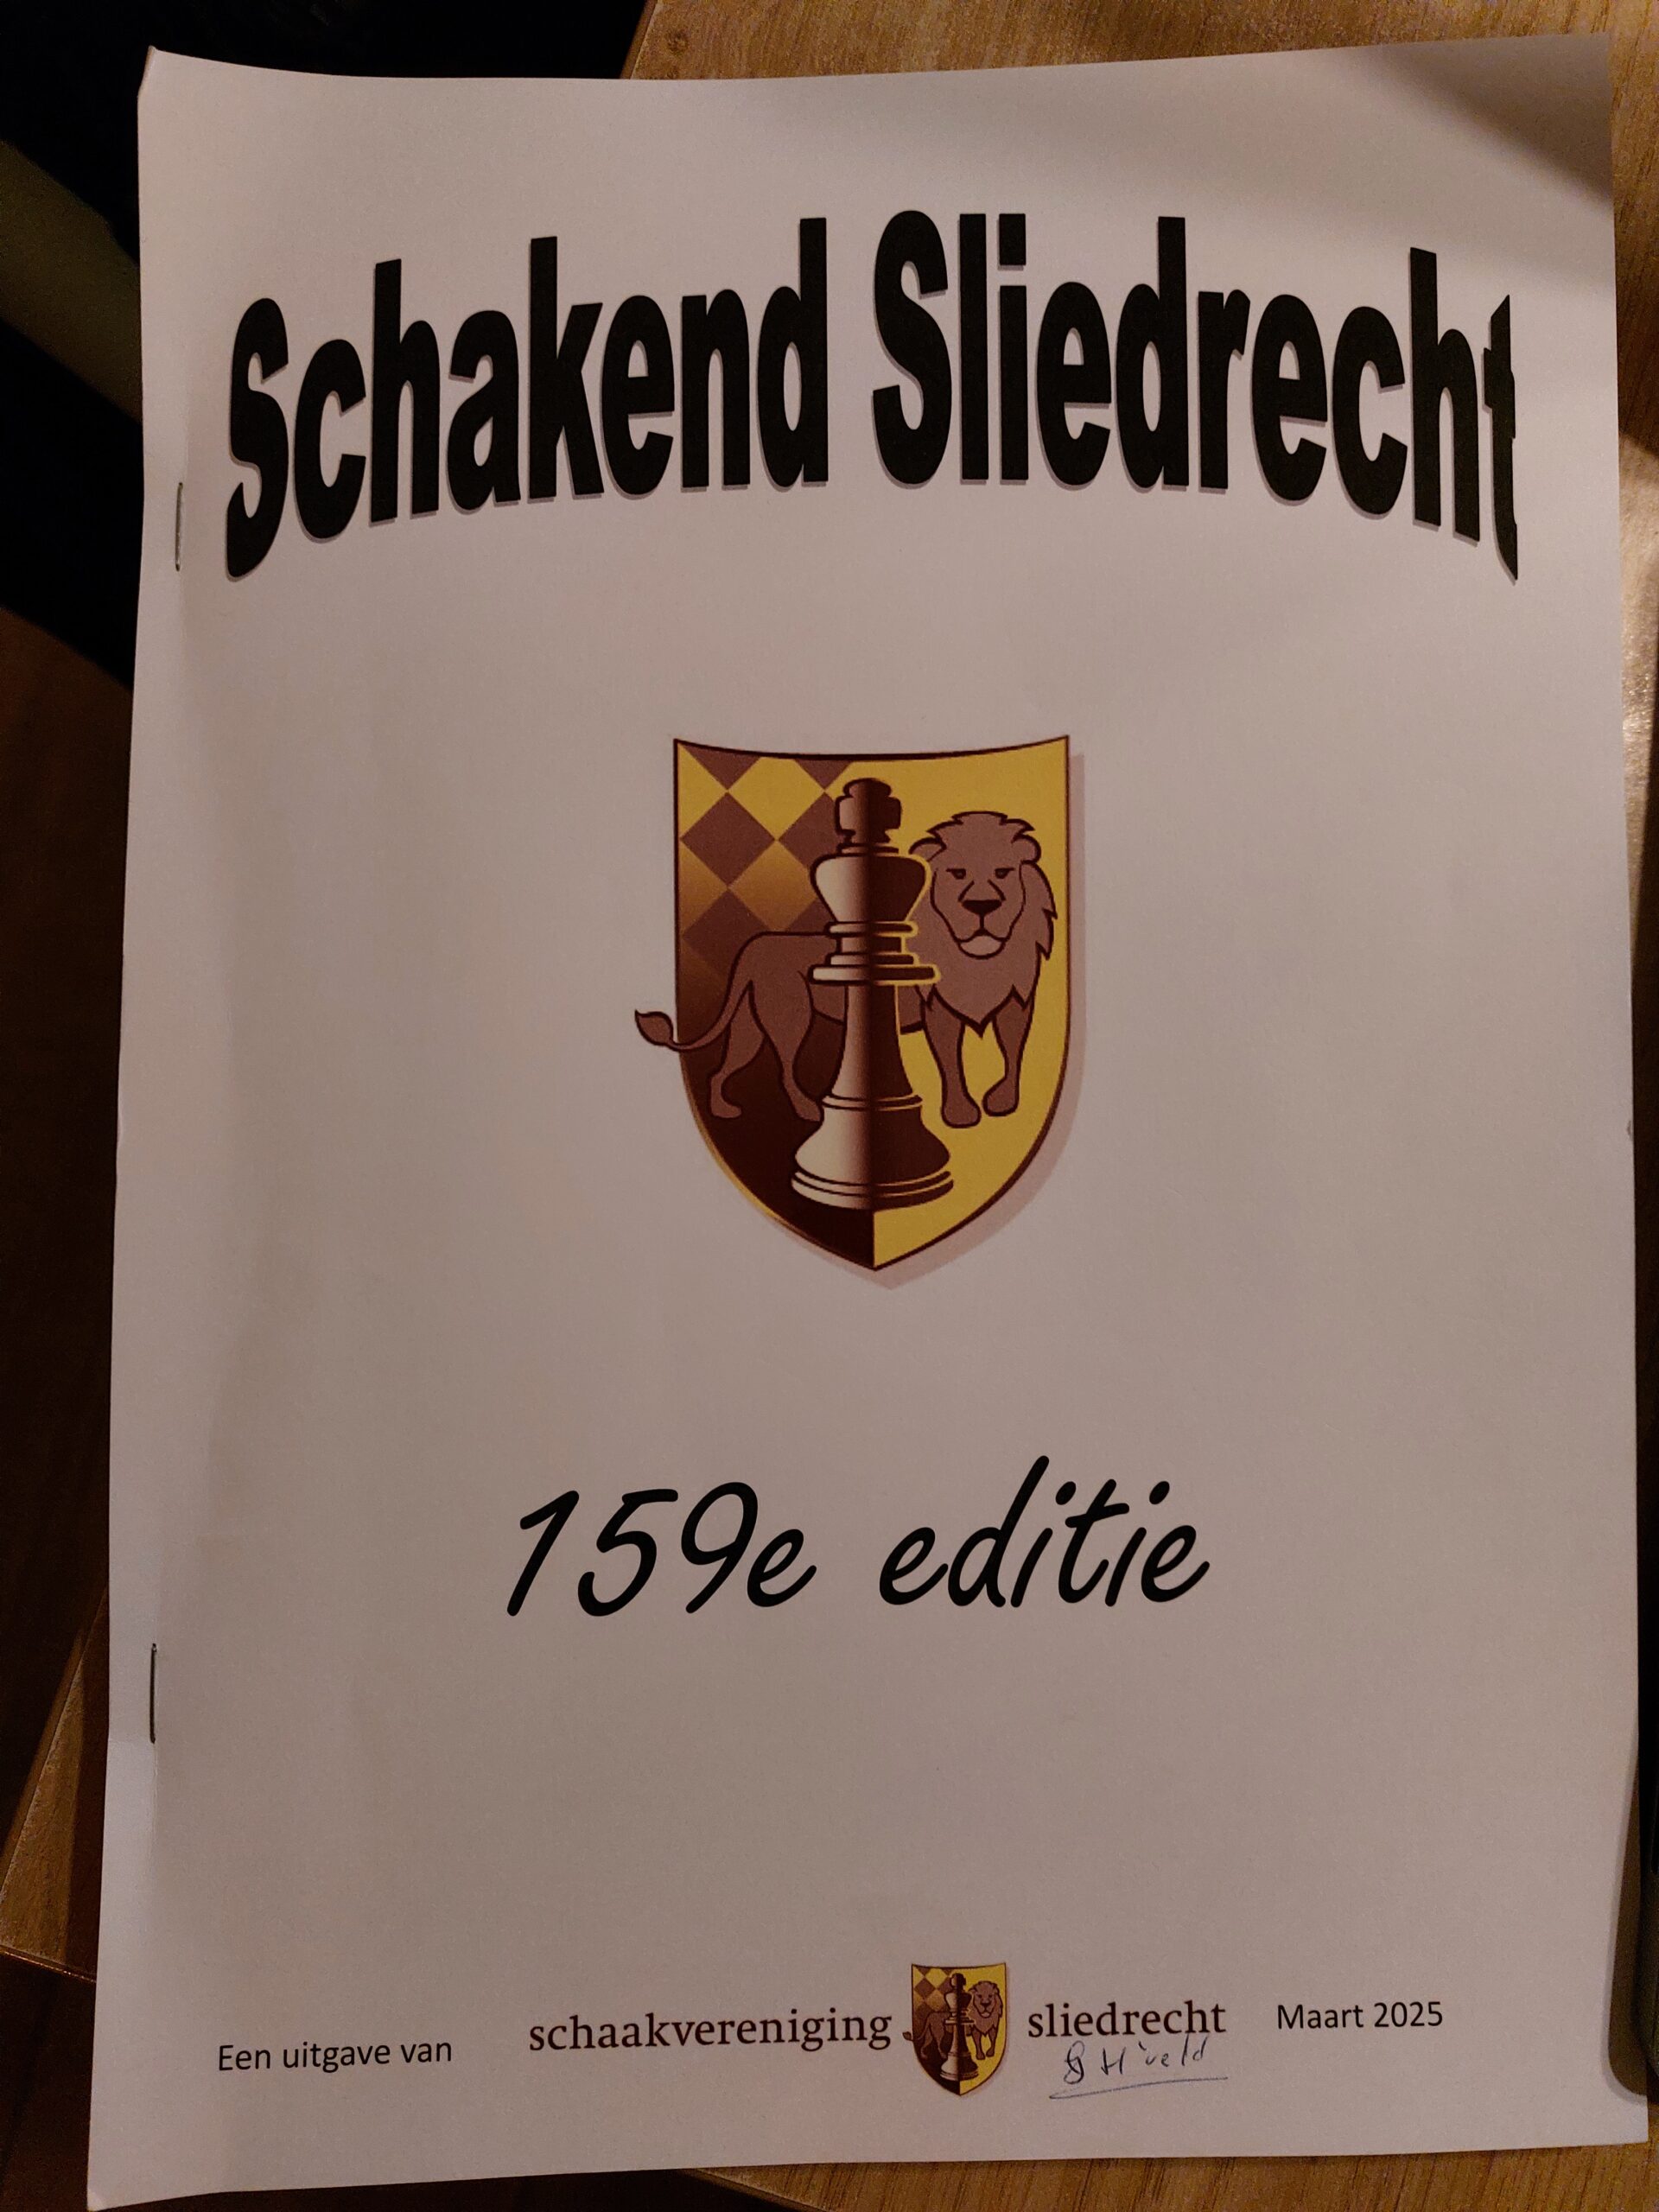 Schakend Sliedrecht
159e editie
Een uitgave van schaakvereniging sliedrecht Maart 2025